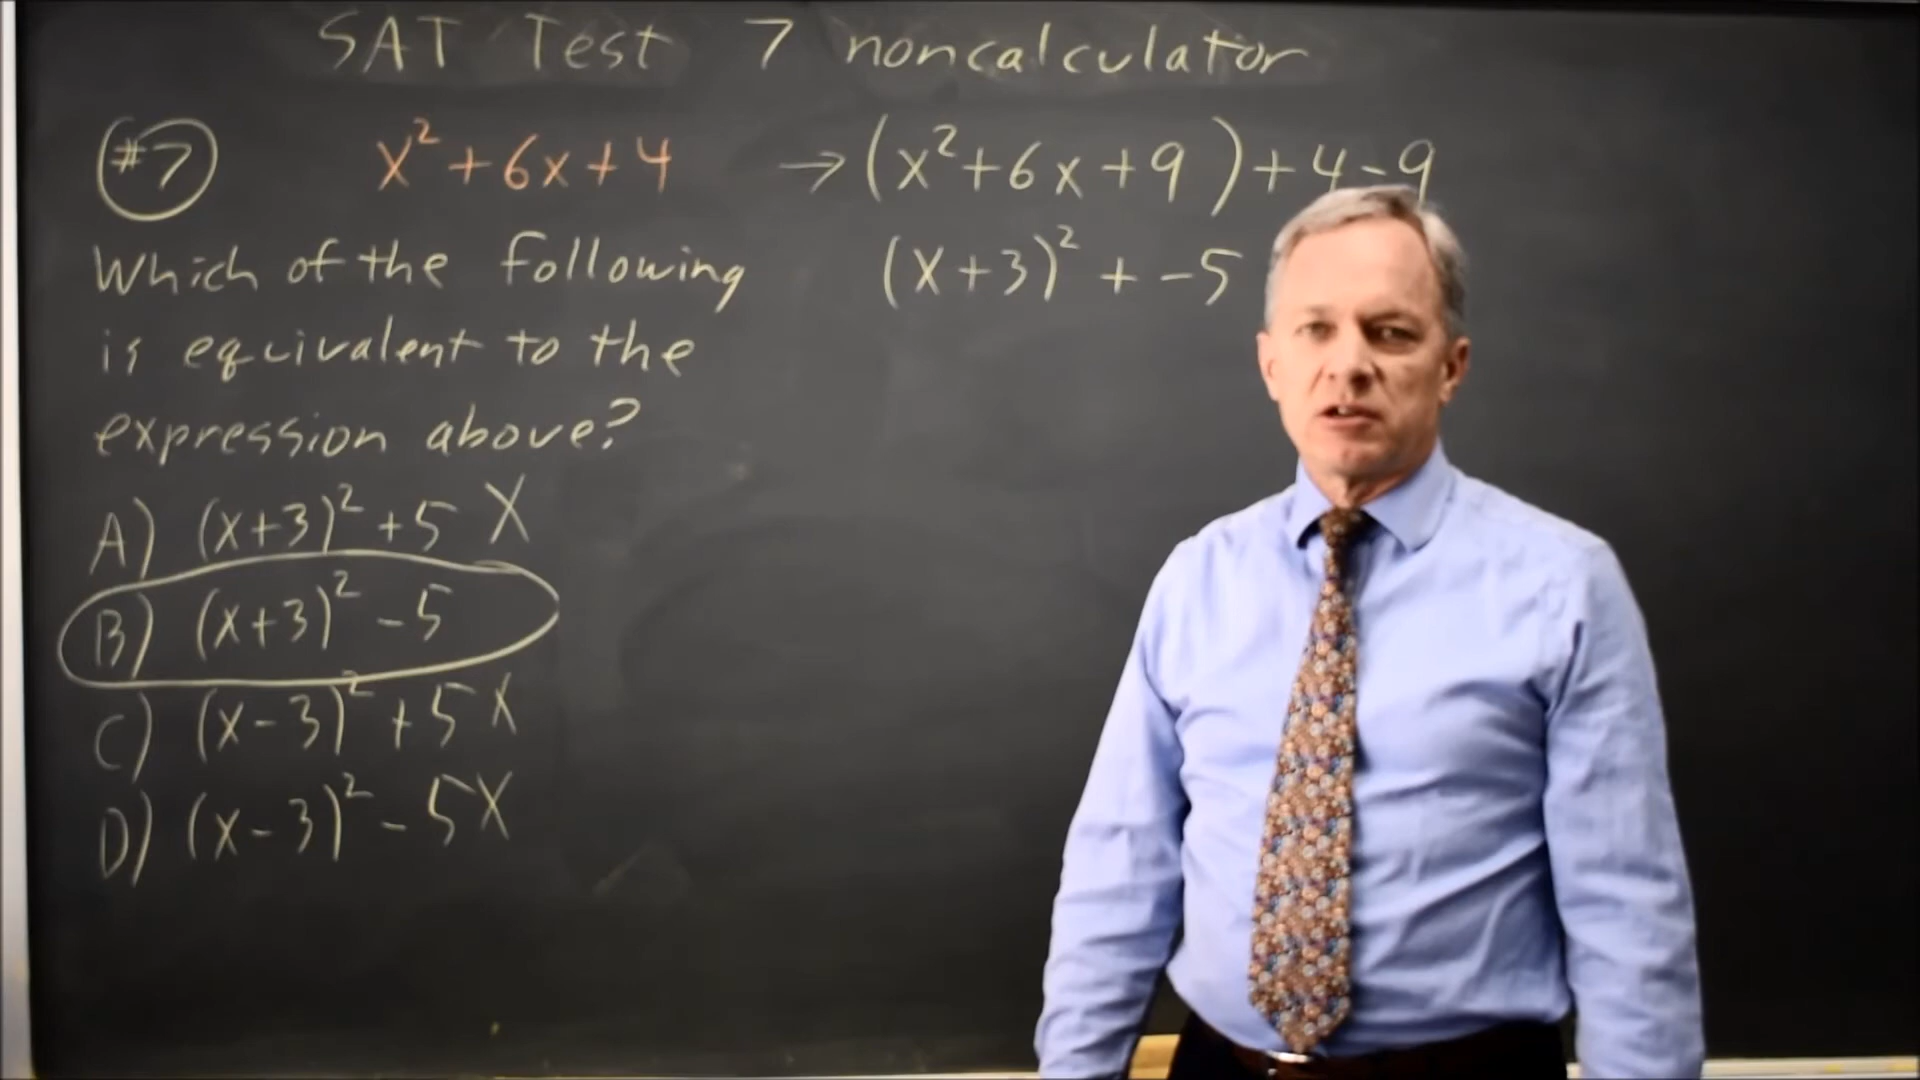 SAT Test 7 noncalculator
#7 x²+6x+4 →(x²+6x+9)+4-9
(x+3)² + -5
Which of the following
is equivalent to the
expression above?
A) (x+3)²+5 X
B) (x+3)²-5
C) (x-3)²+5 X
D) (x-3)²-5 X